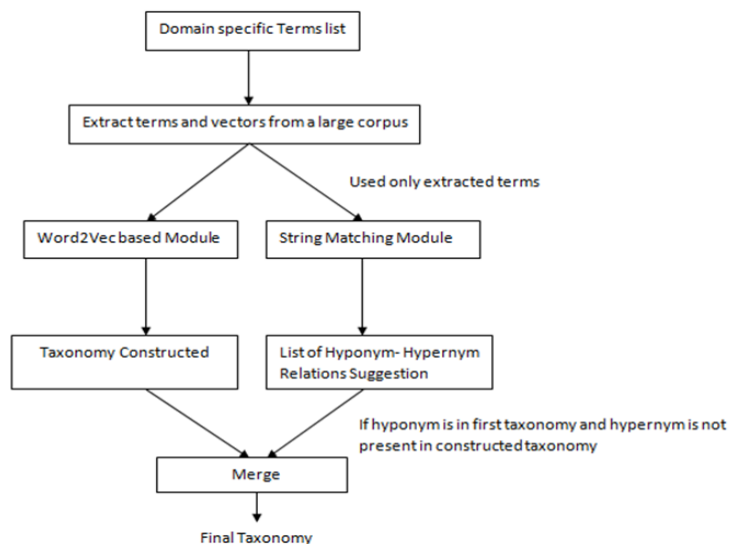 Domain specific Terms list
Extract terms and vectors from a large corpus
Used only extracted terms
Word2Vec based Module
String Matching Module
Taxonomy Constructed
List of Hyponym- Hypernym
Relations Suggestion
If hyponym is in first taxonomy and hypernym is not
present in constructed taxonomy
Merge
Final Taxonomy